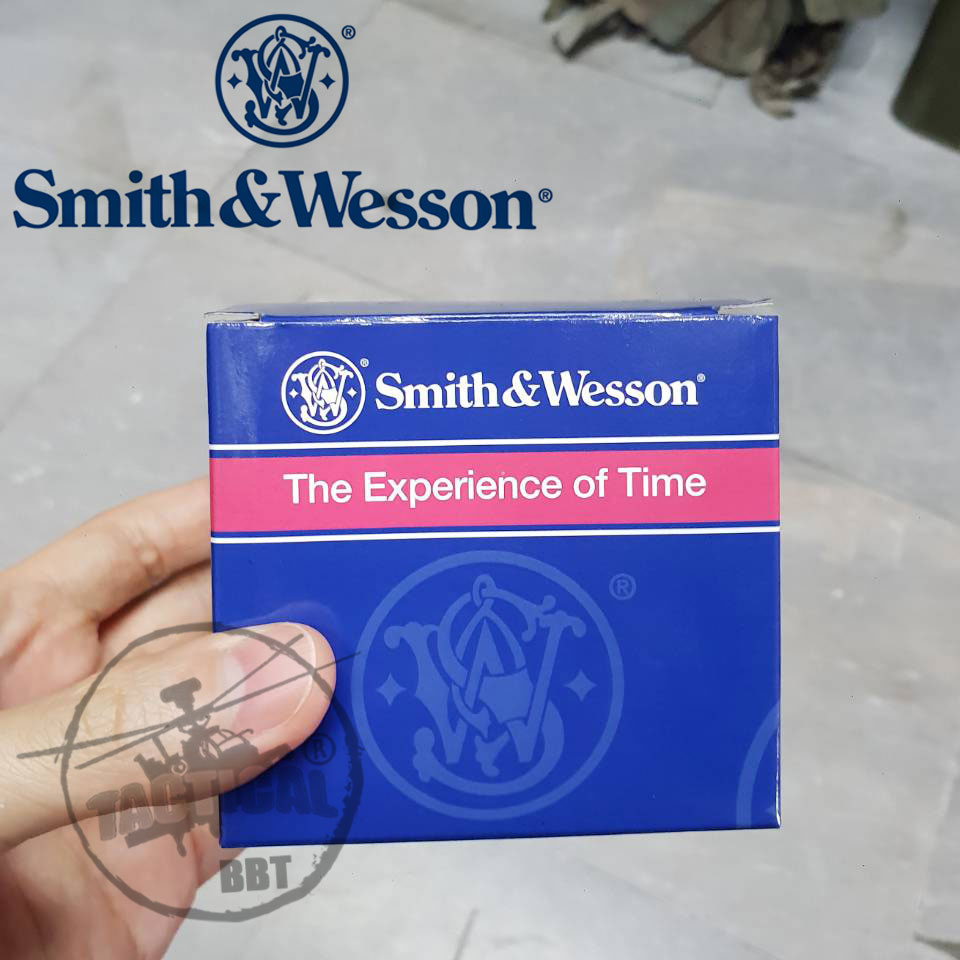 ®
Smith&Wesson®
® Smith&Wesson®
The Experience of Time
®
TACTICAL®
BBT